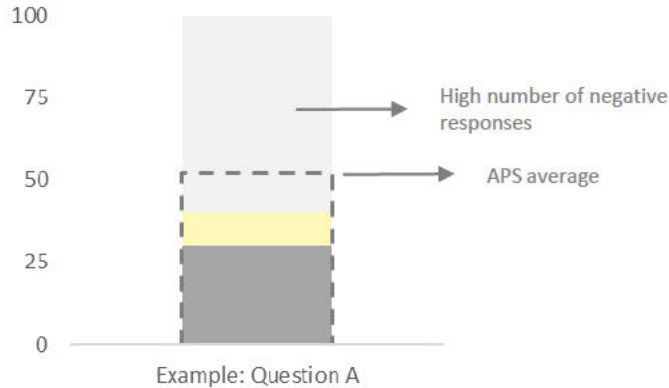 100
75
High number of negative
responses
50
APS average
25
0
Example: Question A